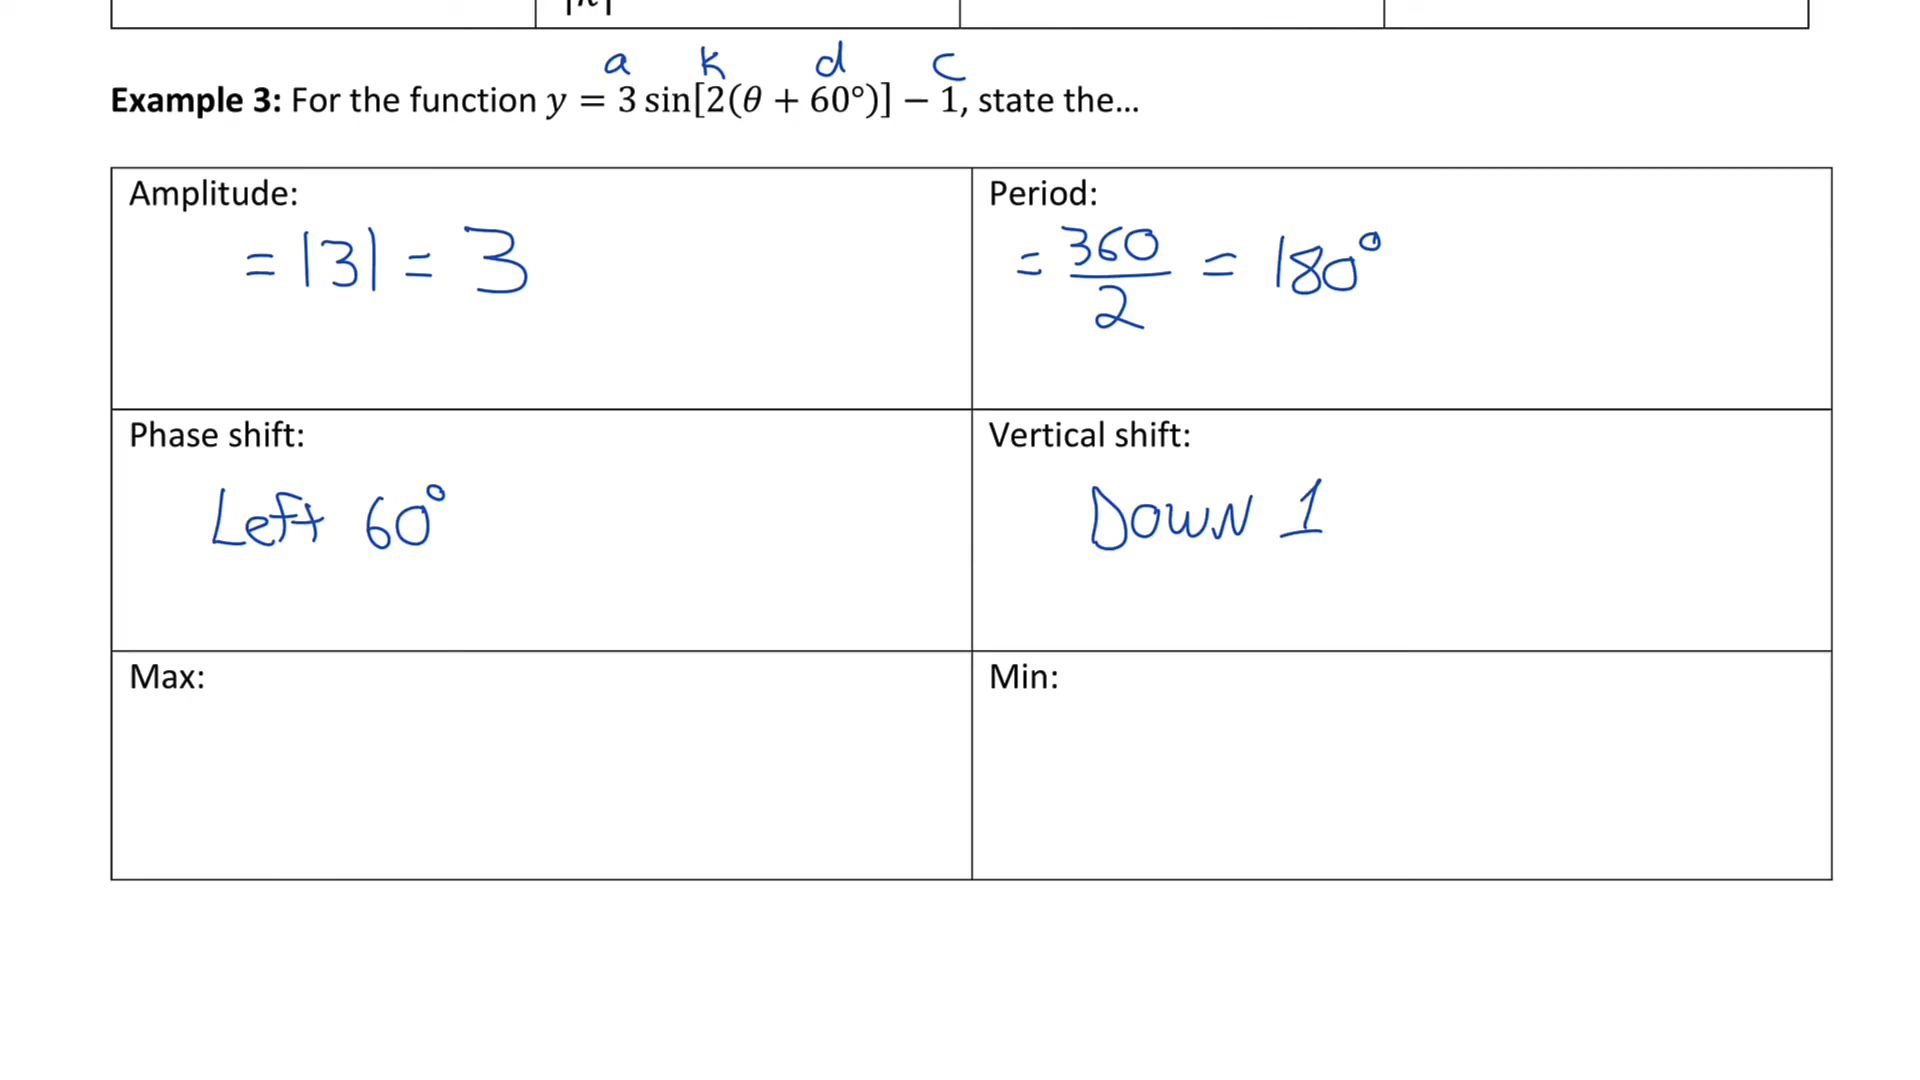 |k|
a k d c
Example 3: For the function y = 3 sin[2(θ + 60°)] − 1, state the...
Amplitude:
= |3| = 3
Period:
= 360/2 = 180°
Phase shift:
Left 60°
Vertical shift:
Down 1
Max:
Min: